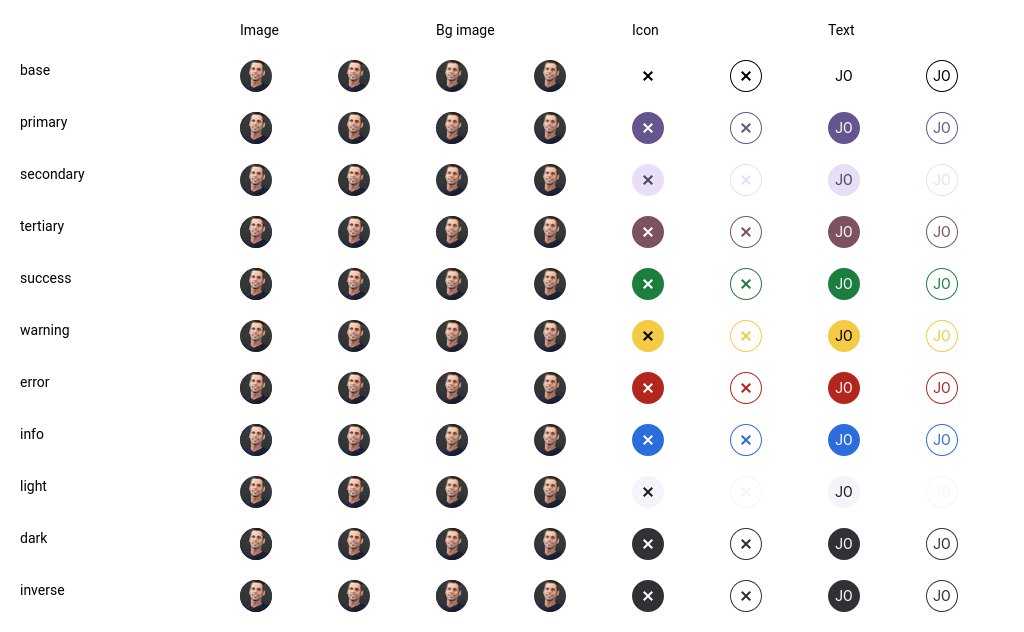 Image Bg image Icon Text
base JO JO
primary JO JO
secondary JO JO
tertiary JO JO
success JO JO
warning JO JO
error JO JO
info JO JO
light JO JO
dark JO JO
inverse JO JO